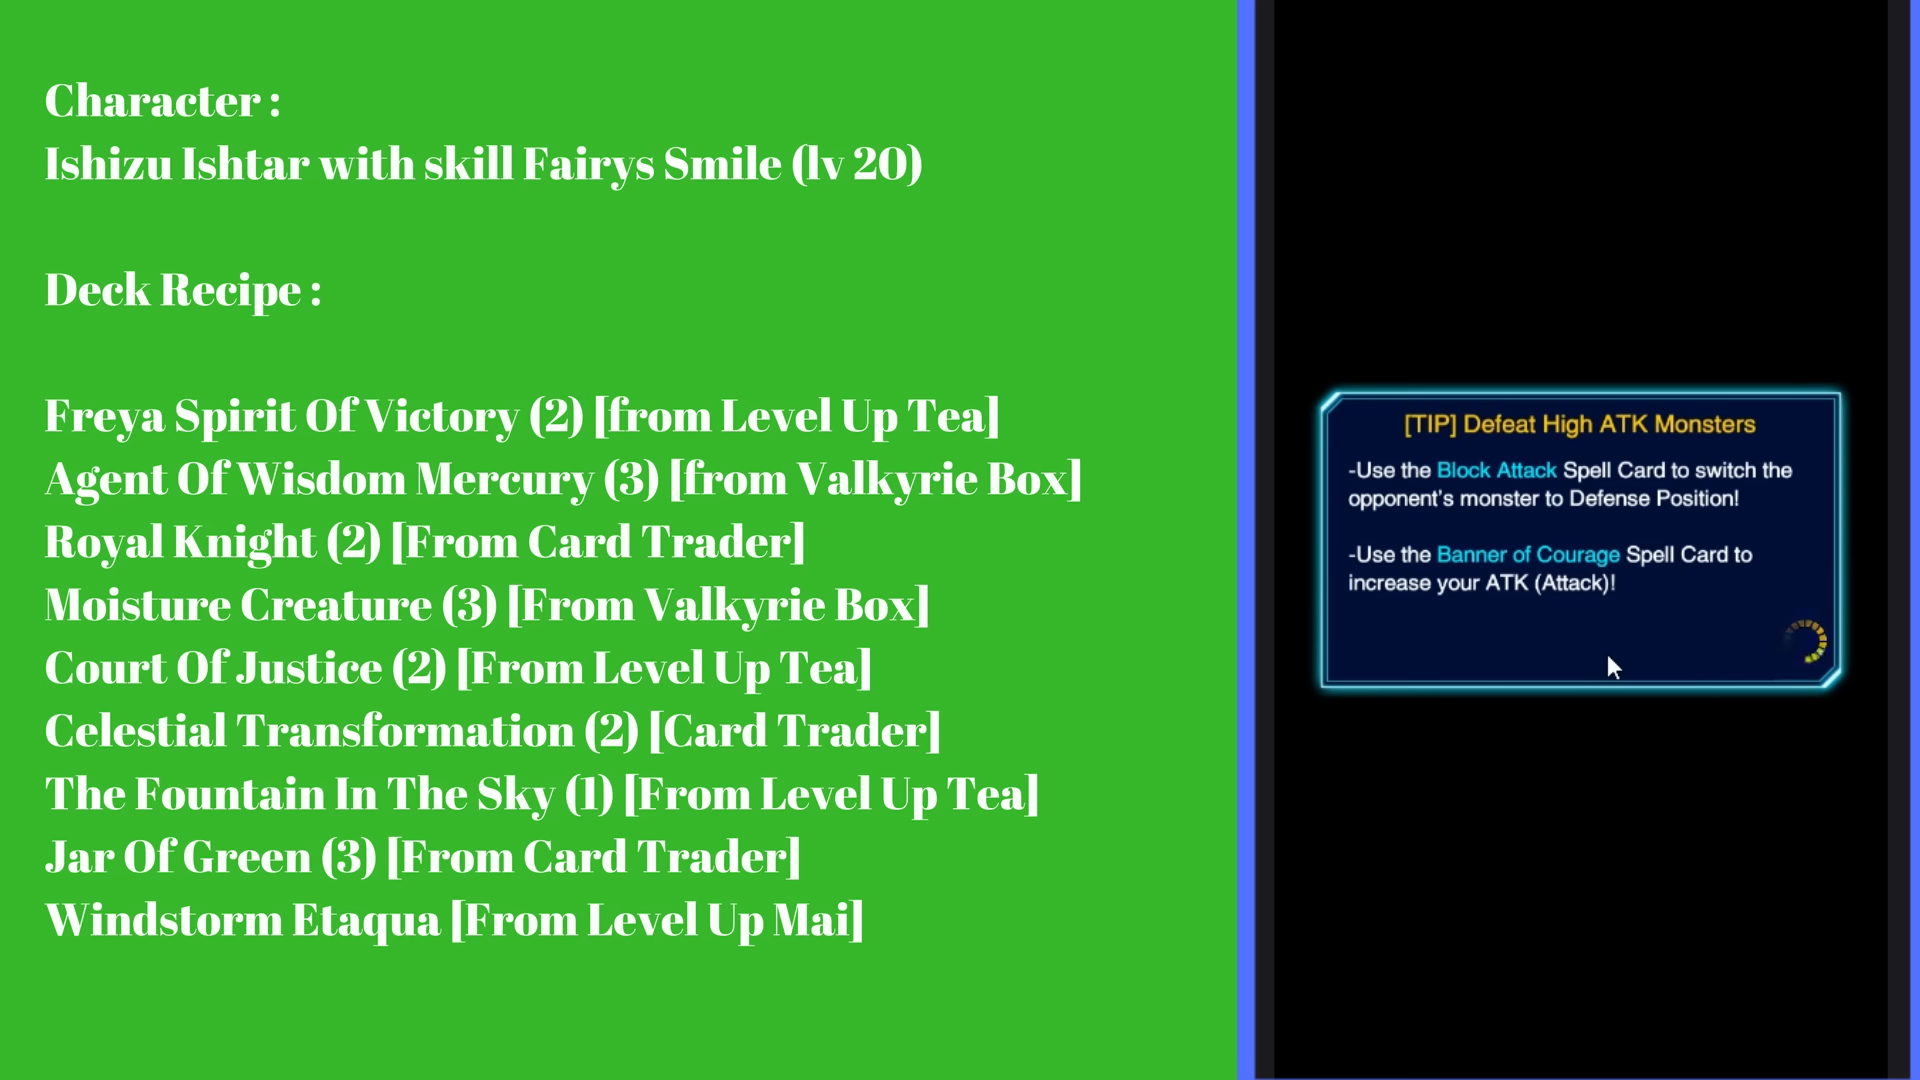 Character :
Ishizu Ishtar with skill Fairys Smile (lv 20)
Deck Recipe :
Freya Spirit Of Victory (2) [from Level Up Tea]
Agent Of Wisdom Mercury (3) [from Valkyrie Box]
Royal Knight (2) [From Card Trader]
Moisture Creature (3) [From Valkyrie Box]
Court Of Justice (2) [From Level Up Tea]
Celestial Transformation (2) [Card Trader]
The Fountain In The Sky (1) [From Level Up Tea]
Jar Of Green (3) [From Card Trader]
Windstorm Etaqua [From Level Up Mai]
[TIP] Defeat High ATK Monsters
-Use the Block Attack Spell Card to switch the
opponent's monster to Defense Position!
-Use the Banner of Courage Spell Card to
increase your ATK (Attack)!